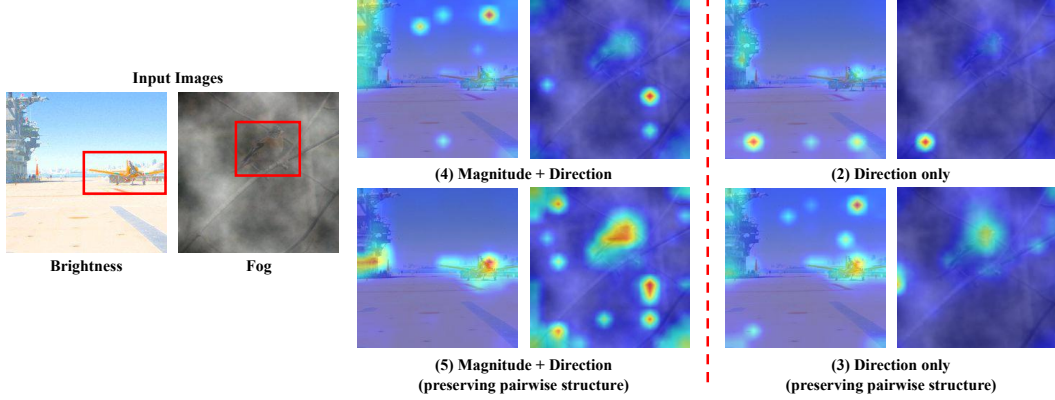 Input Images
Brightness
Fog
(4) Magnitude + Direction
(2) Direction only
(5) Magnitude + Direction
(preserving pairwise structure)
(3) Direction only
(preserving pairwise structure)